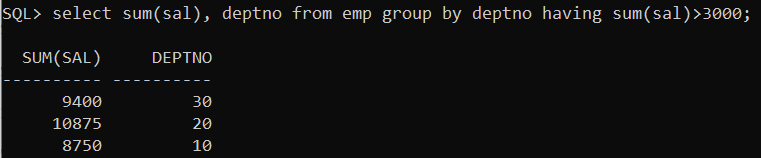 SQL> select sum(sal), deptno from emp group by deptno having sum(sal)>3000;
  SUM(SAL)     DEPTNO
---------- ----------
      9400         30
     10875         20
      8750         10